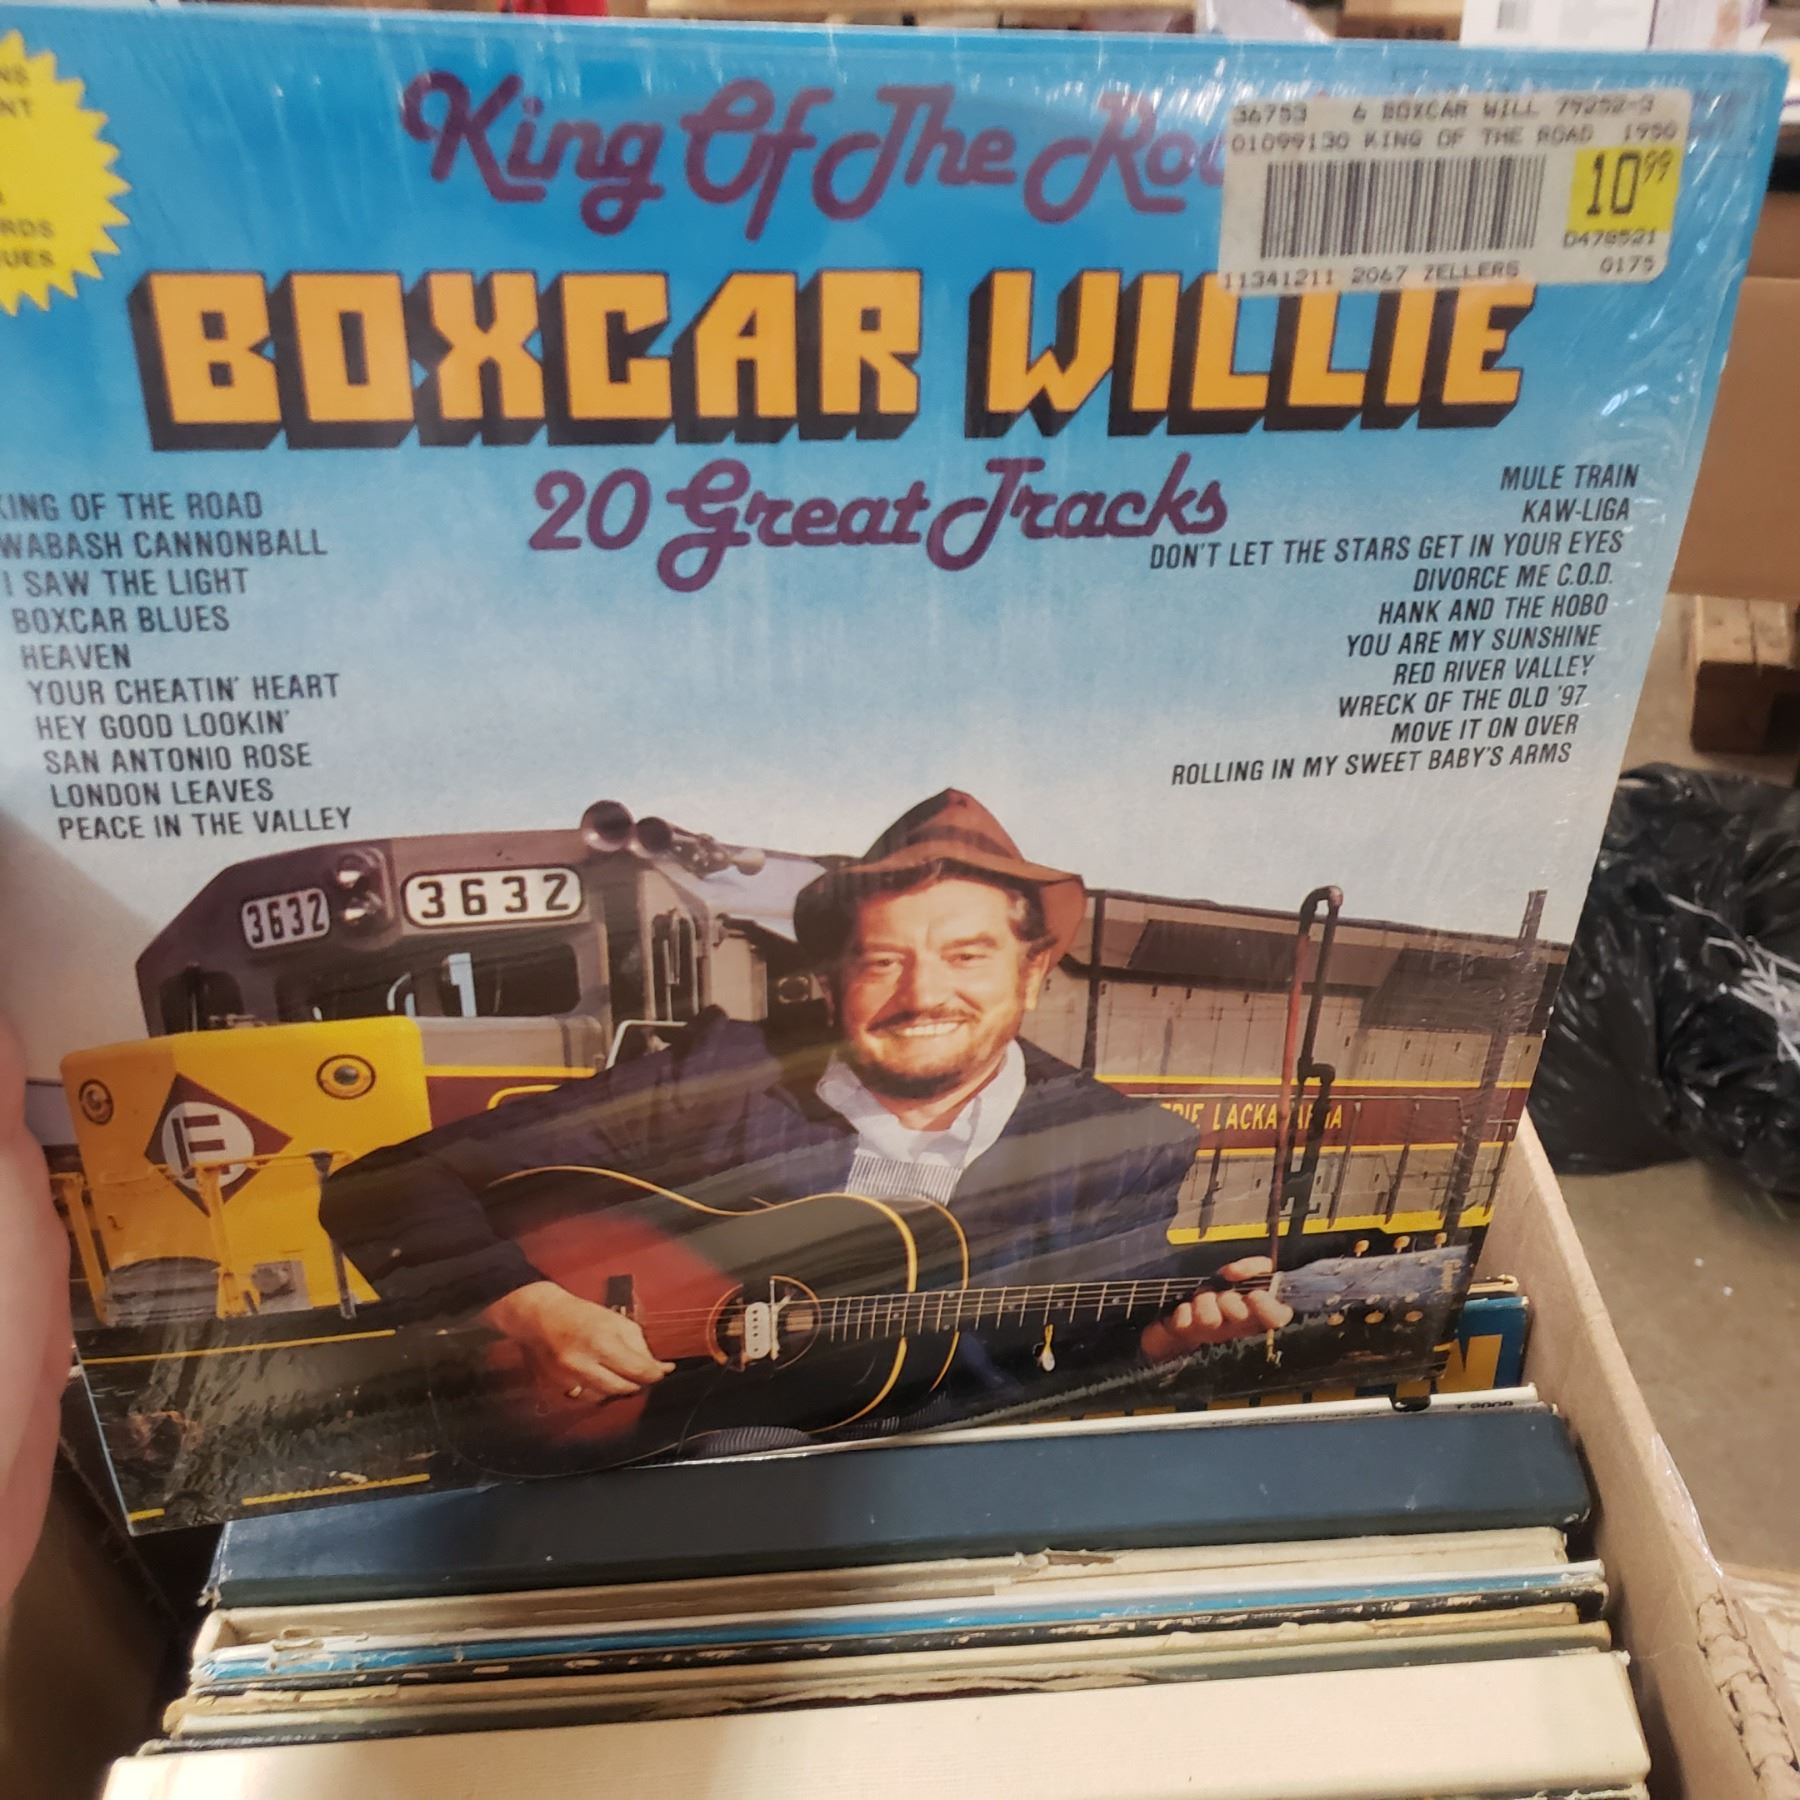 King Of The
36753 6 BOXCAR WILL 79252-3
01099130 KING OF THE ROAD 1990
10.99
D478521
11341211 2067 ZELLERS 0175
BOXCAR WILLIE
20 Great Tracks
KING OF THE ROAD
WABASH CANNONBALL
I SAW THE LIGHT
BOXCAR BLUES
HEAVEN
YOUR CHEATIN' HEART
HEY GOOD LOOKIN'
SAN ANTONIO ROSE
LONDON LEAVES
PEACE IN THE VALLEY
MULE TRAIN
KAW-LIGA
DON'T LET THE STARS GET IN YOUR EYES
DIVORCE ME C.O.D.
HANK AND THE HOBO
YOU ARE MY SUNSHINE
RED RIVER VALLEY
WRECK OF THE OLD '97
MOVE IT ON OVER
ROLLING IN MY SWEET BABY'S ARMS
3632 3632
E
ERIE LACKAWANNA